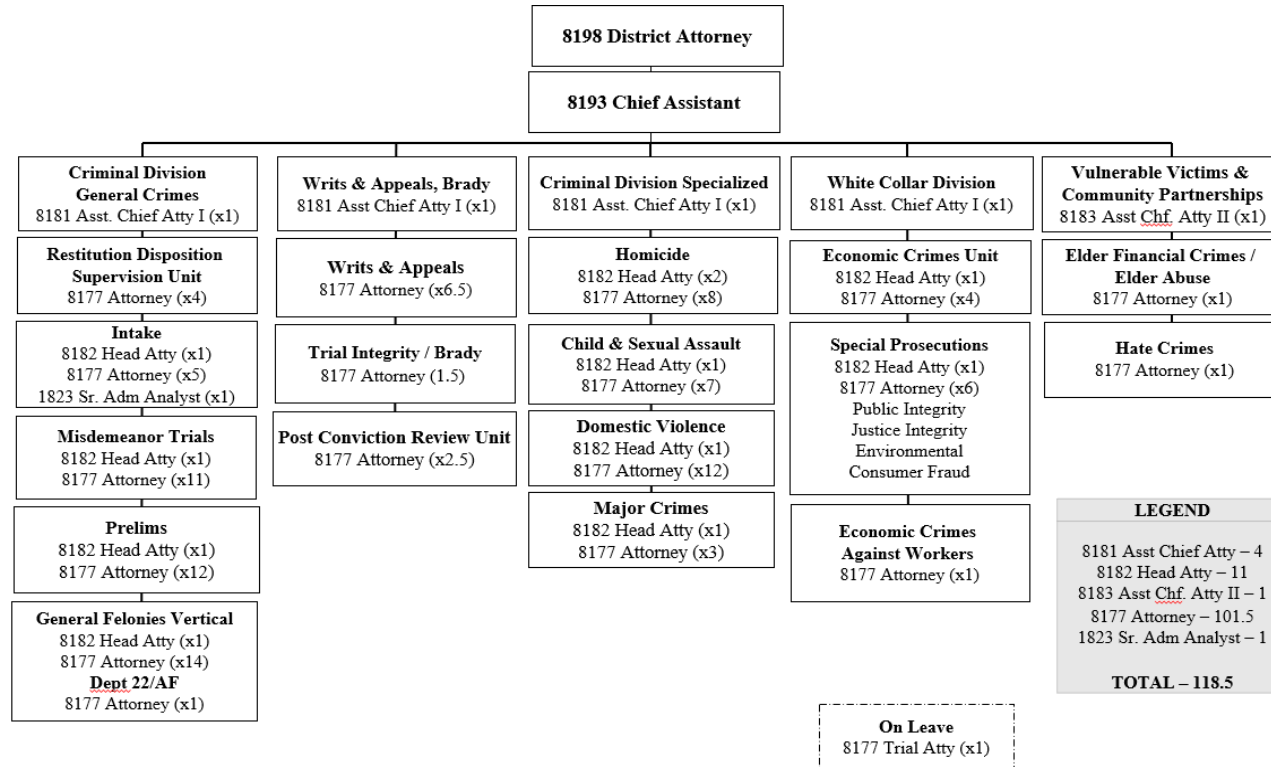 8198 District Attorney
8193 Chief Assistant
Criminal Division
General Crimes
8181 Asst. Chief Atty I (x1)
Restitution Disposition
Supervision Unit
8177 Attorney (x4)
Intake
8182 Head Atty (x1)
8177 Attorney (x5)
1823 Sr. Adm Analyst (x1)
Misdemeanor Trials
8182 Head Atty (x1)
8177 Attorney (x11)
Prelims
8182 Head Atty (x1)
8177 Attorney (x12)
General Felonies Vertical
8182 Head Atty (x1)
8177 Attorney (x14)
Dept 22/AF
8177 Attorney (x1)
Writs & Appeals, Brady
8181 Asst Chief Atty I (x1)
Writs & Appeals
8177 Attorney (x6.5)
Trial Integrity / Brady
8177 Attorney (1.5)
Post Conviction Review Unit
8177 Attorney (x2.5)
Criminal Division Specialized
8181 Asst. Chief Atty I (x1)
Homicide
8182 Head Atty (x2)
8177 Attorney (x8)
Child & Sexual Assault
8182 Head Atty (x1)
8177 Attorney (x7)
Domestic Violence
8182 Head Atty (x1)
8177 Attorney (x12)
Major Crimes
8182 Head Atty (x1)
8177 Attorney (x3)
White Collar Division
8181 Asst. Chief Atty I (x1)
Economic Crimes Unit
8182 Head Atty (x1)
8177 Attorney (x4)
Special Prosecutions
8182 Head Atty (x1)
8177 Attorney (x6)
Public Integrity
Justice Integrity
Environmental
Consumer Fraud
Economic Crimes
Against Workers
8177 Attorney (x1)
Vulnerable Victims &
Community Partnerships
8183 Asst Chf. Atty II (x1)
Elder Financial Crimes /
Elder Abuse
8177 Attorney (x1)
Hate Crimes
8177 Attorney (x1)
LEGEND
8181 Asst Chief Atty – 4
8182 Head Atty – 11
8183 Asst Chf. Atty II – 1
8177 Attorney – 101.5
1823 Sr. Adm Analyst – 1
TOTAL – 118.5
On Leave
8177 Trial Atty (x1)